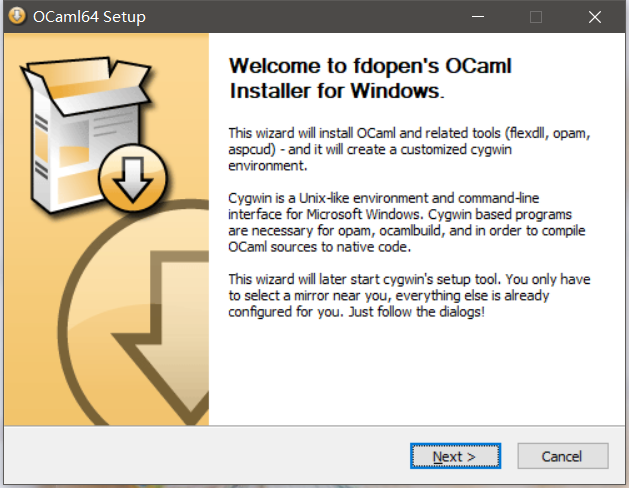 OCaml64 Setup
Welcome to fdopen's OCaml
Installer for Windows.
This wizard will install OCaml and related tools (flexdll, opam,
aspcud) - and it will create a customized cygwin
environment.
Cygwin is a Unix-like environment and command-line
interface for Microsoft Windows. Cygwin based programs
are necessary for opam, ocamlbuild, and in order to compile
OCaml sources to native code.
This wizard will later start cygwin's setup tool. You only have
to select a mirror near you, everything else is already
configured for you. Just follow the dialogs!
Next >
Cancel